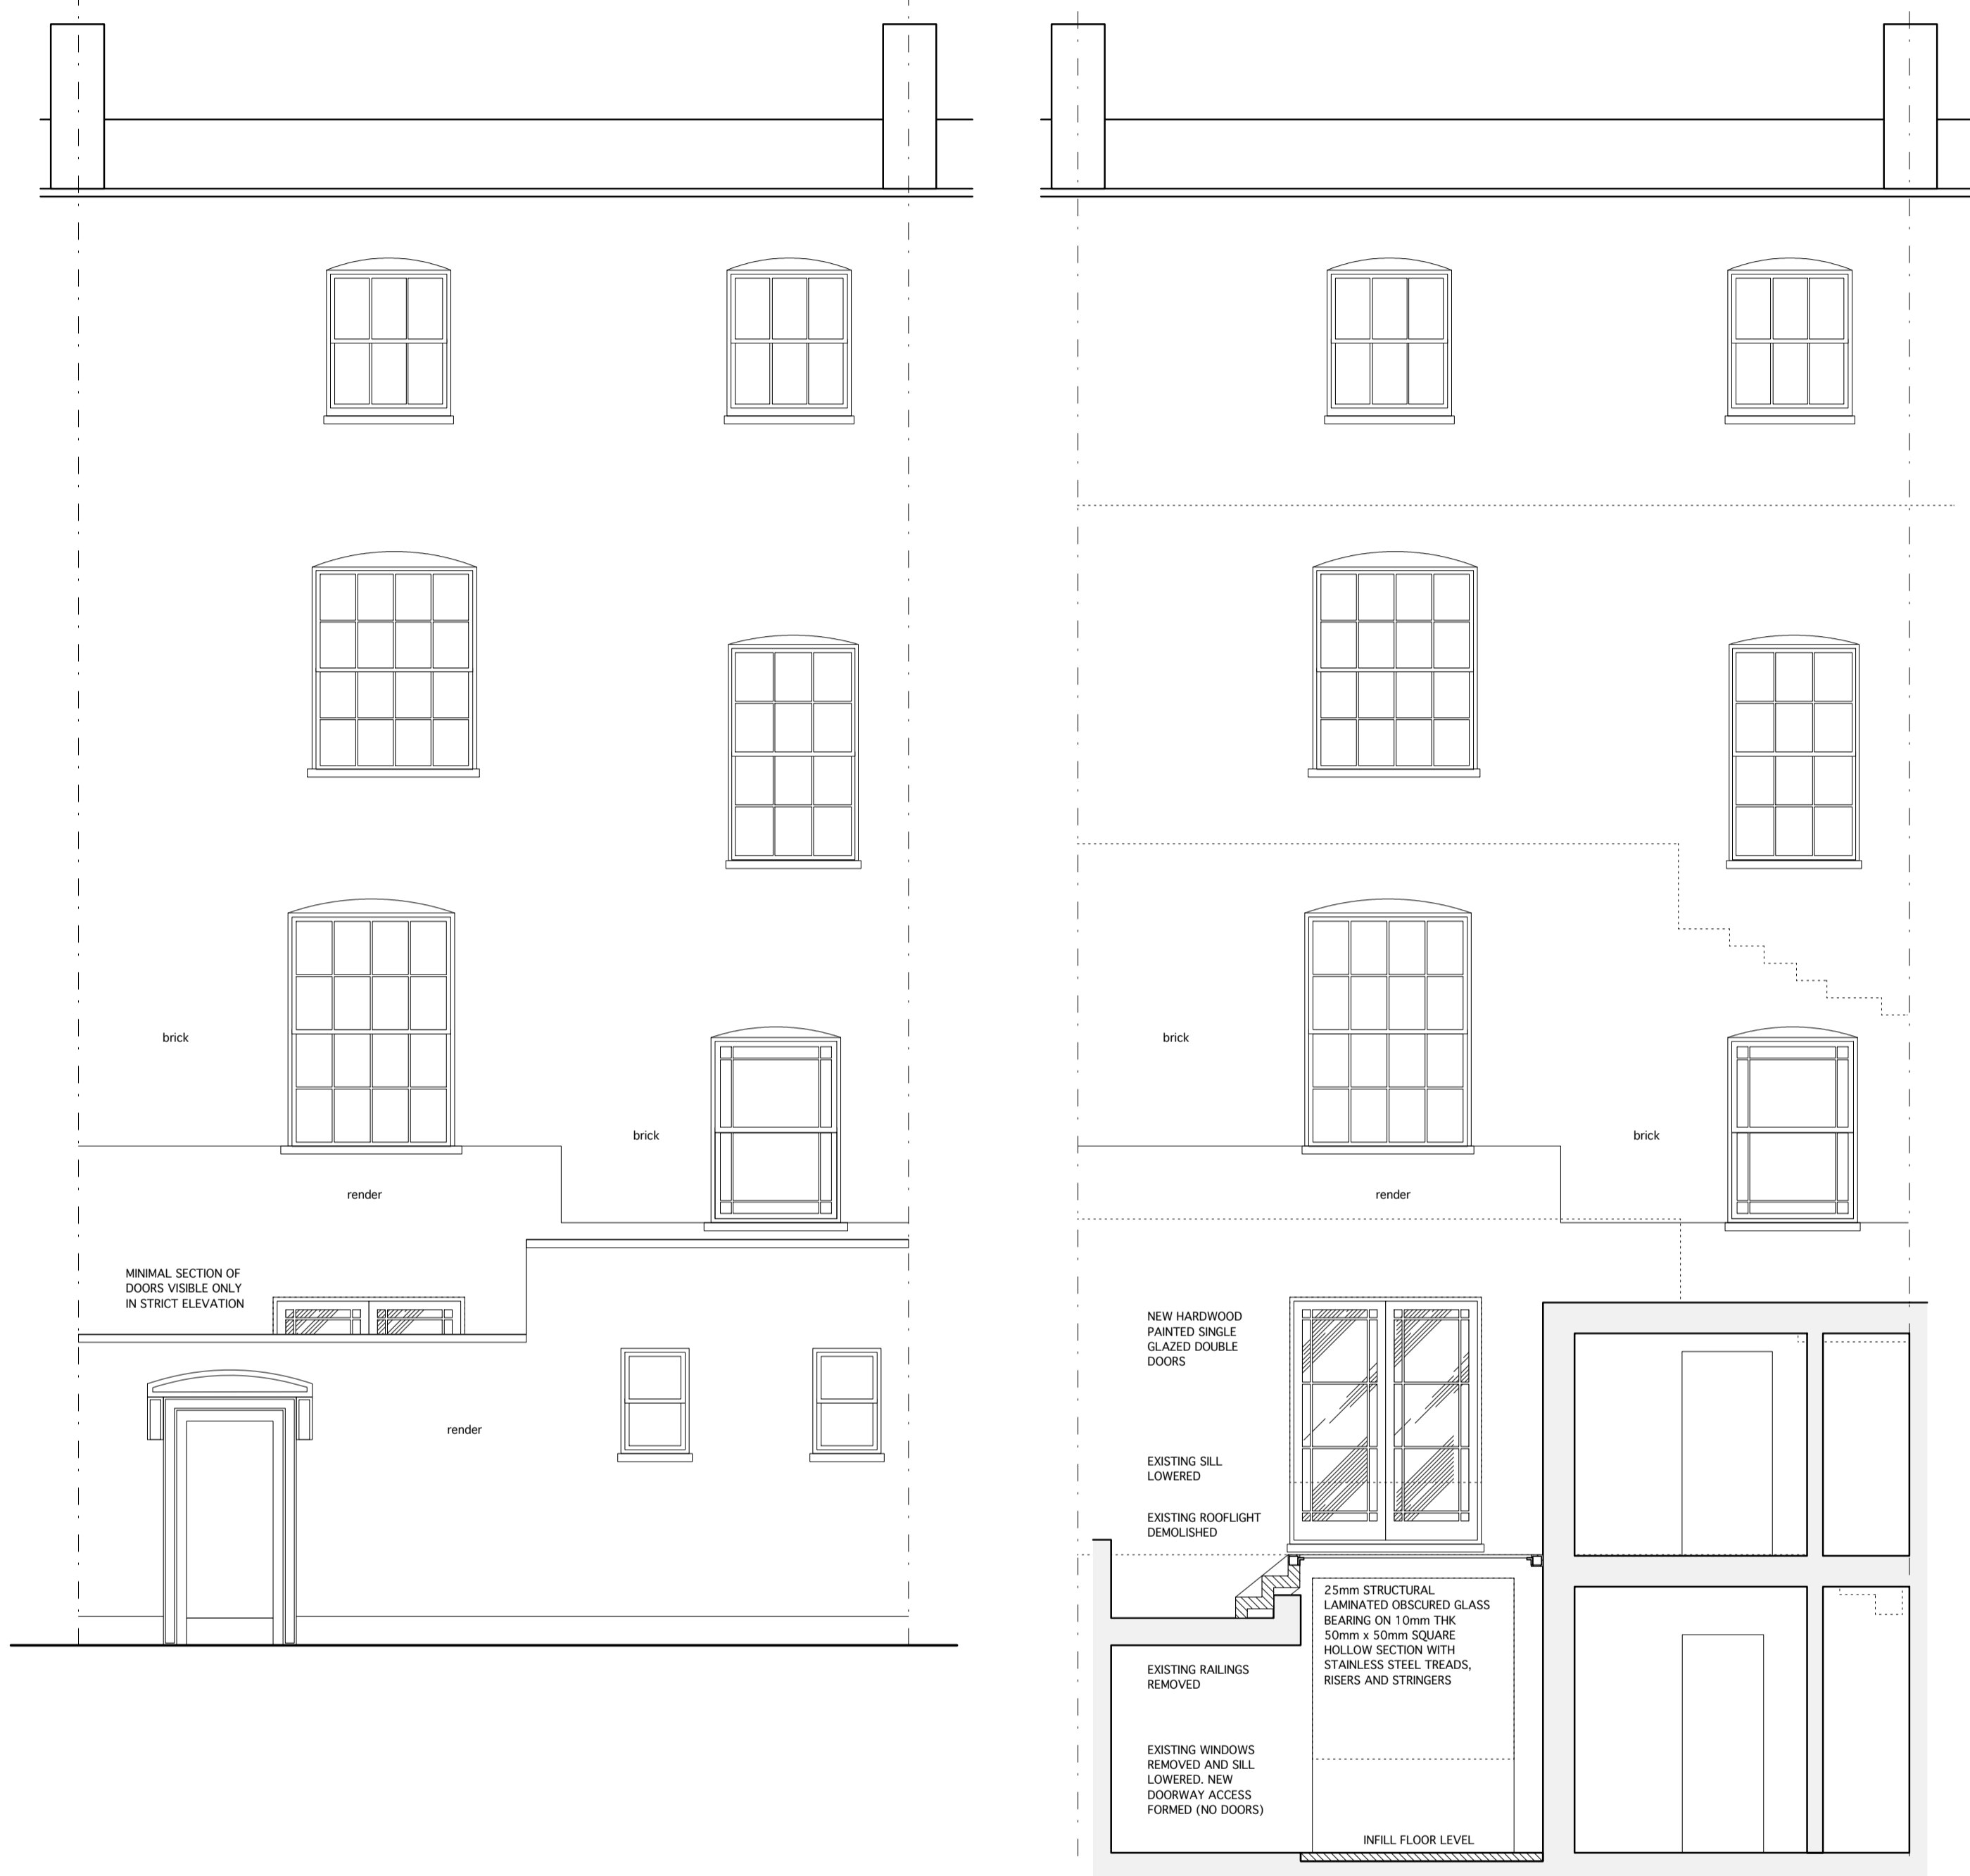 brick
brick
render
MINIMAL SECTION OF
DOORS VISIBLE ONLY
IN STRICT ELEVATION
render
brick
brick
render
NEW HARDWOOD
PAINTED SINGLE
GLAZED DOUBLE
DOORS
EXISTING SILL
LOWERED
EXISTING ROOFLIGHT
DEMOLISHED
25mm STRUCTURAL
LAMINATED OBSCURED GLASS
BEARING ON 10mm THK
50mm x 50mm SQUARE
HOLLOW SECTION WITH
STAINLESS STEEL TREADS,
RISERS AND STRINGERS
EXISTING RAILINGS
REMOVED
EXISTING WINDOWS
REMOVED AND SILL
LOWERED. NEW
DOORWAY ACCESS
FORMED (NO DOORS)
INFILL FLOOR LEVEL